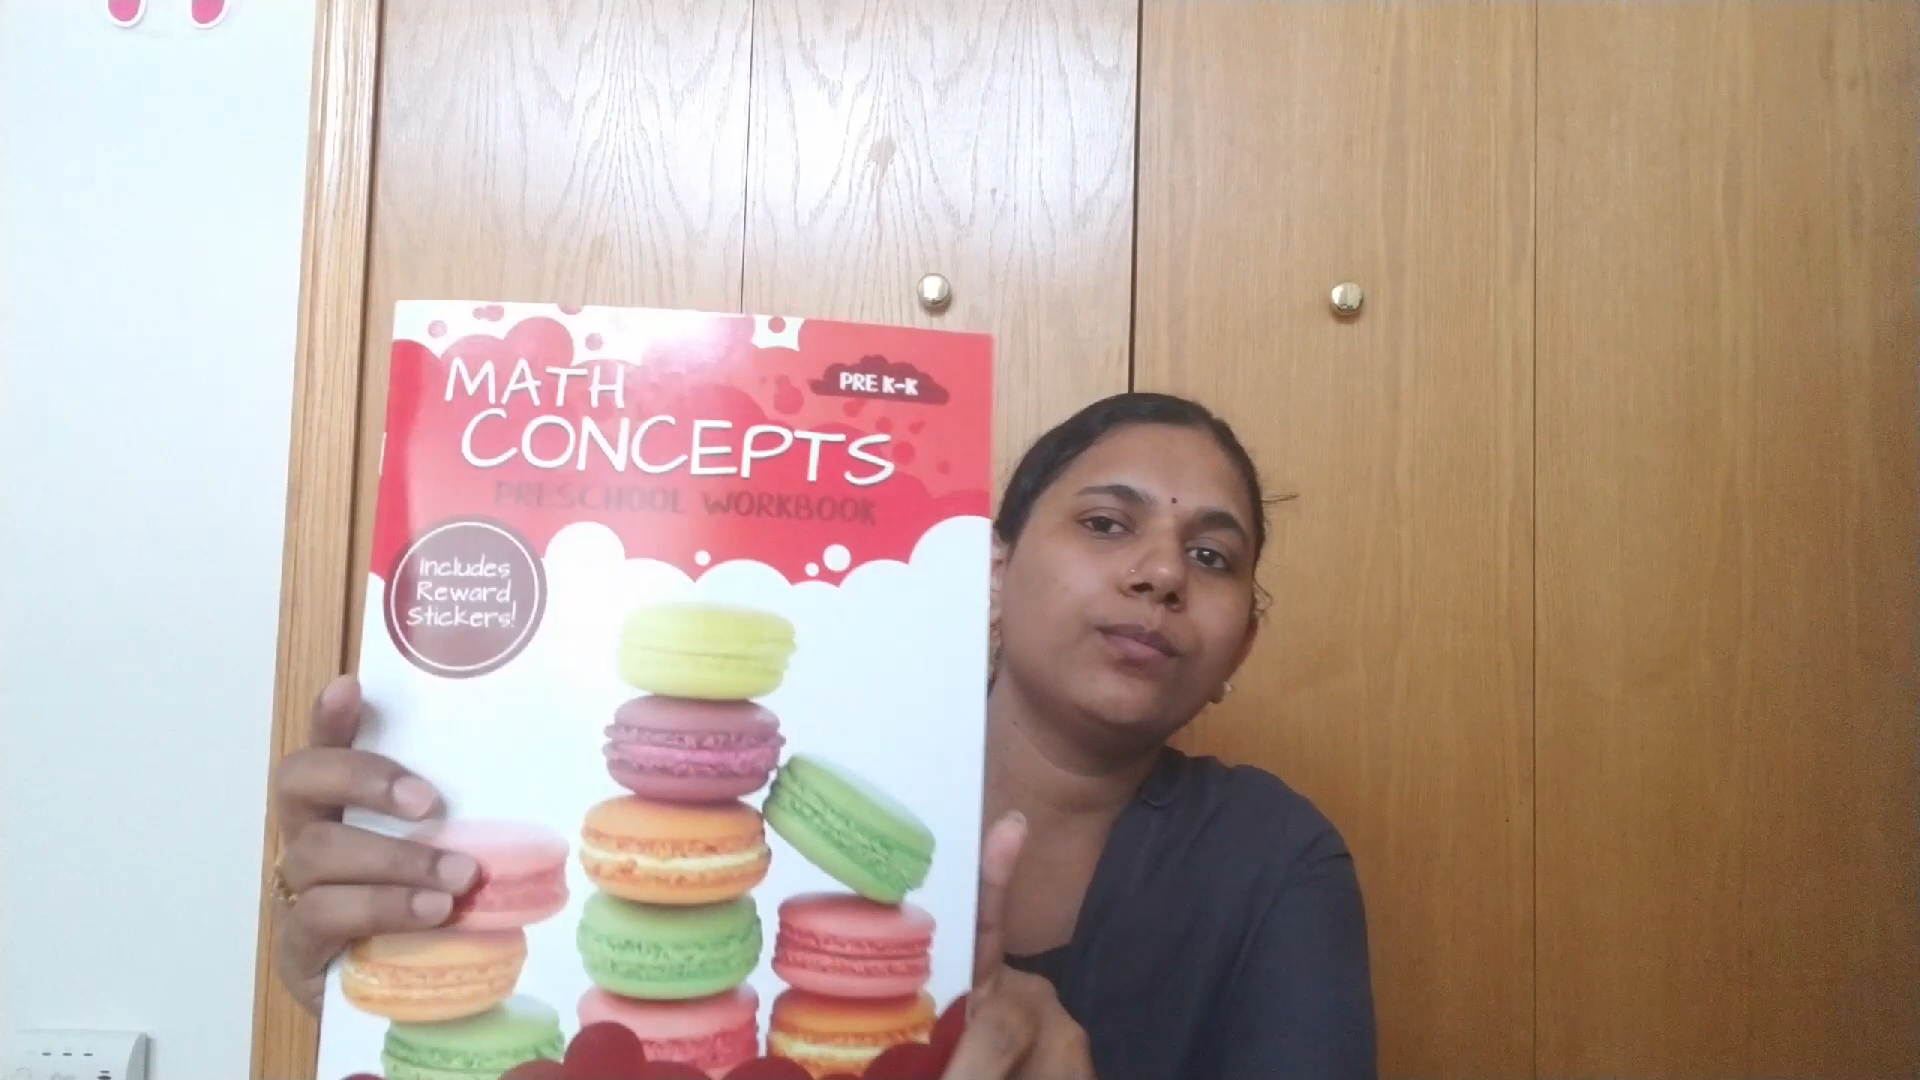 MATH
CONCEPTS
PRE K-K
PRESCHOOL WORKBOOK
Includes
Reward
Stickers!